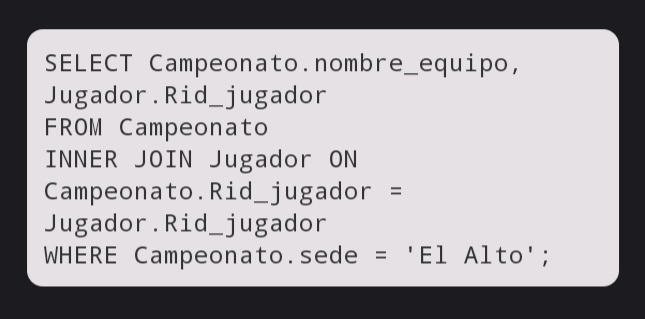 SELECT Campeonato.nombre_equipo,
Jugador.Rid_jugador
FROM Campeonato
INNER JOIN Jugador ON
Campeonato.Rid_jugador =
Jugador.Rid_jugador
WHERE Campeonato.sede = 'El Alto';